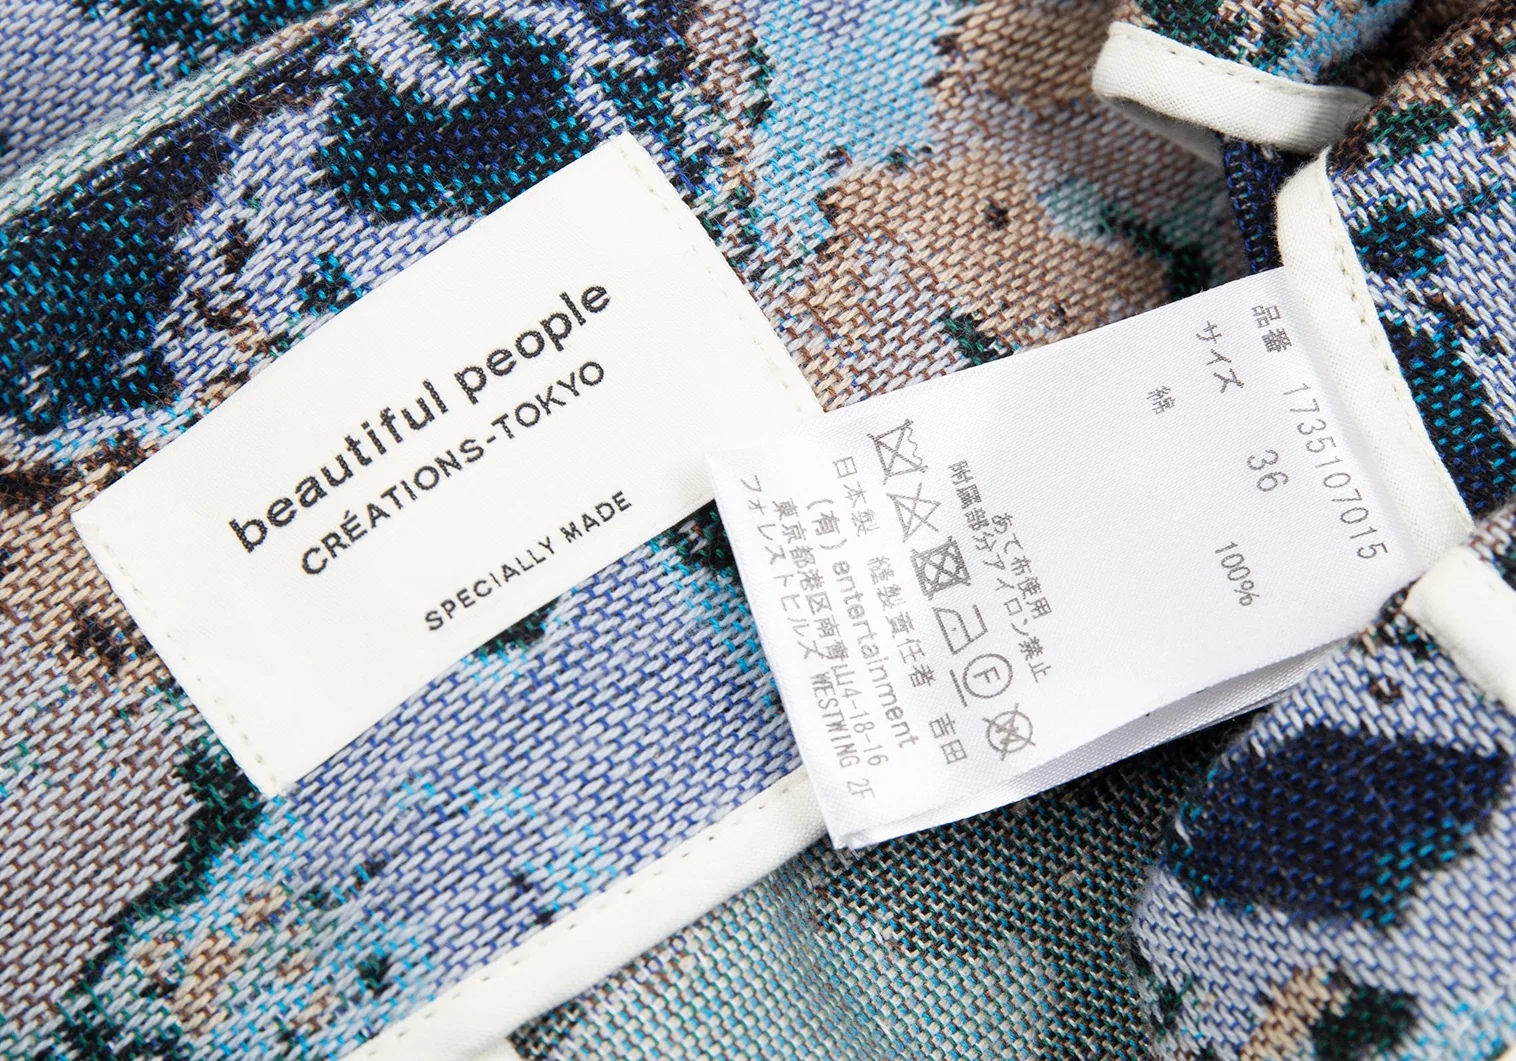 beautiful people
CRÉATIONS-TOKYO
SPECIALLY MADE
品番 1735107015
サイズ 36
綿 100%
あて布使用
附属部分アイロン禁止
F
日本製 縫製責任者 吉田
(有) entertainment
東京都港区南青山4-18-16
フォレストヒルズ WESTWING 2F